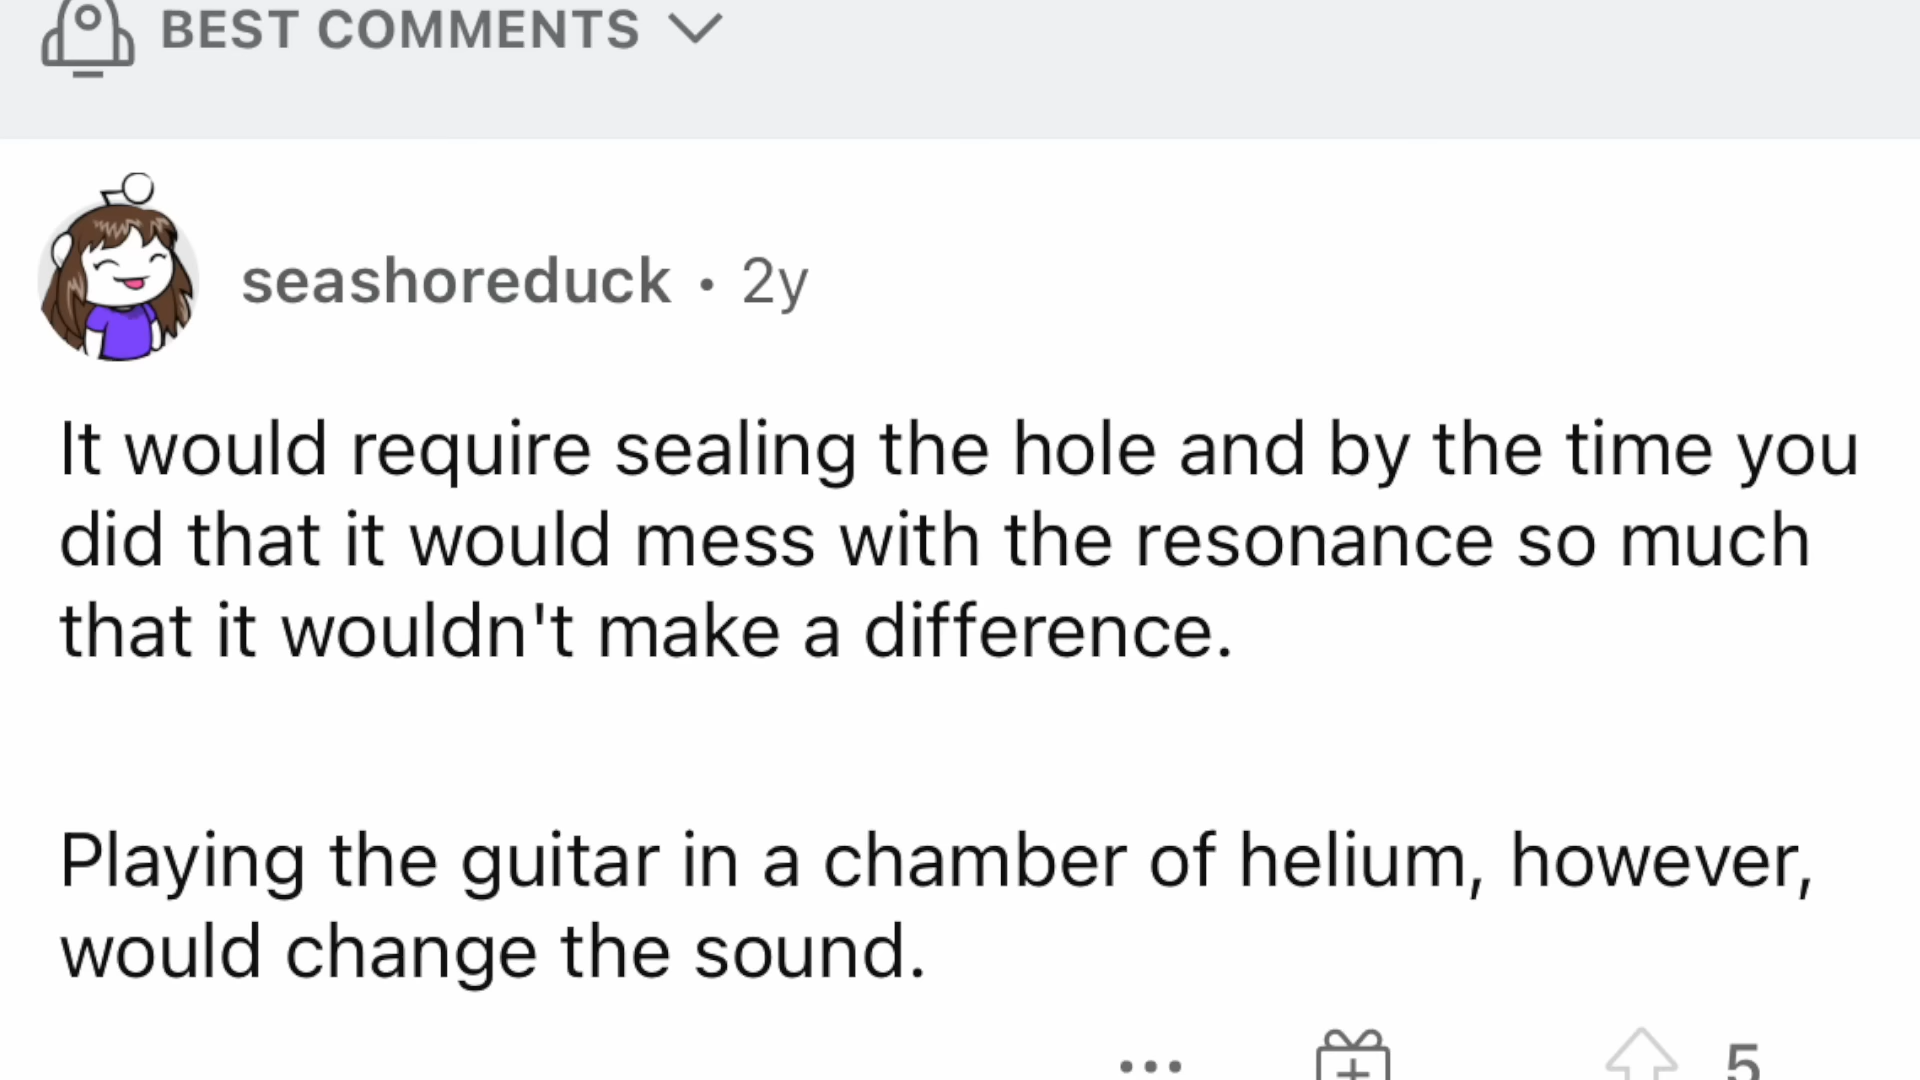 BEST COMMENTS
seashoreduck · 2y
It would require sealing the hole and by the time you
did that it would mess with the resonance so much
that it wouldn't make a difference.
Playing the guitar in a chamber of helium, however,
would change the sound.
5